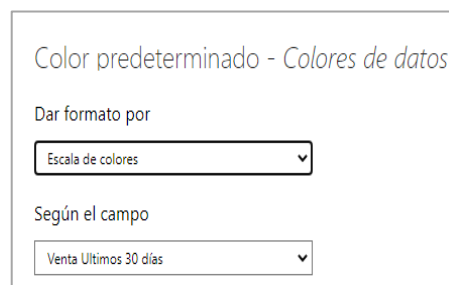 Color predeterminado - Colores de datos
Dar formato por
Escala de colores
Según el campo
Venta Ultimos 30 días